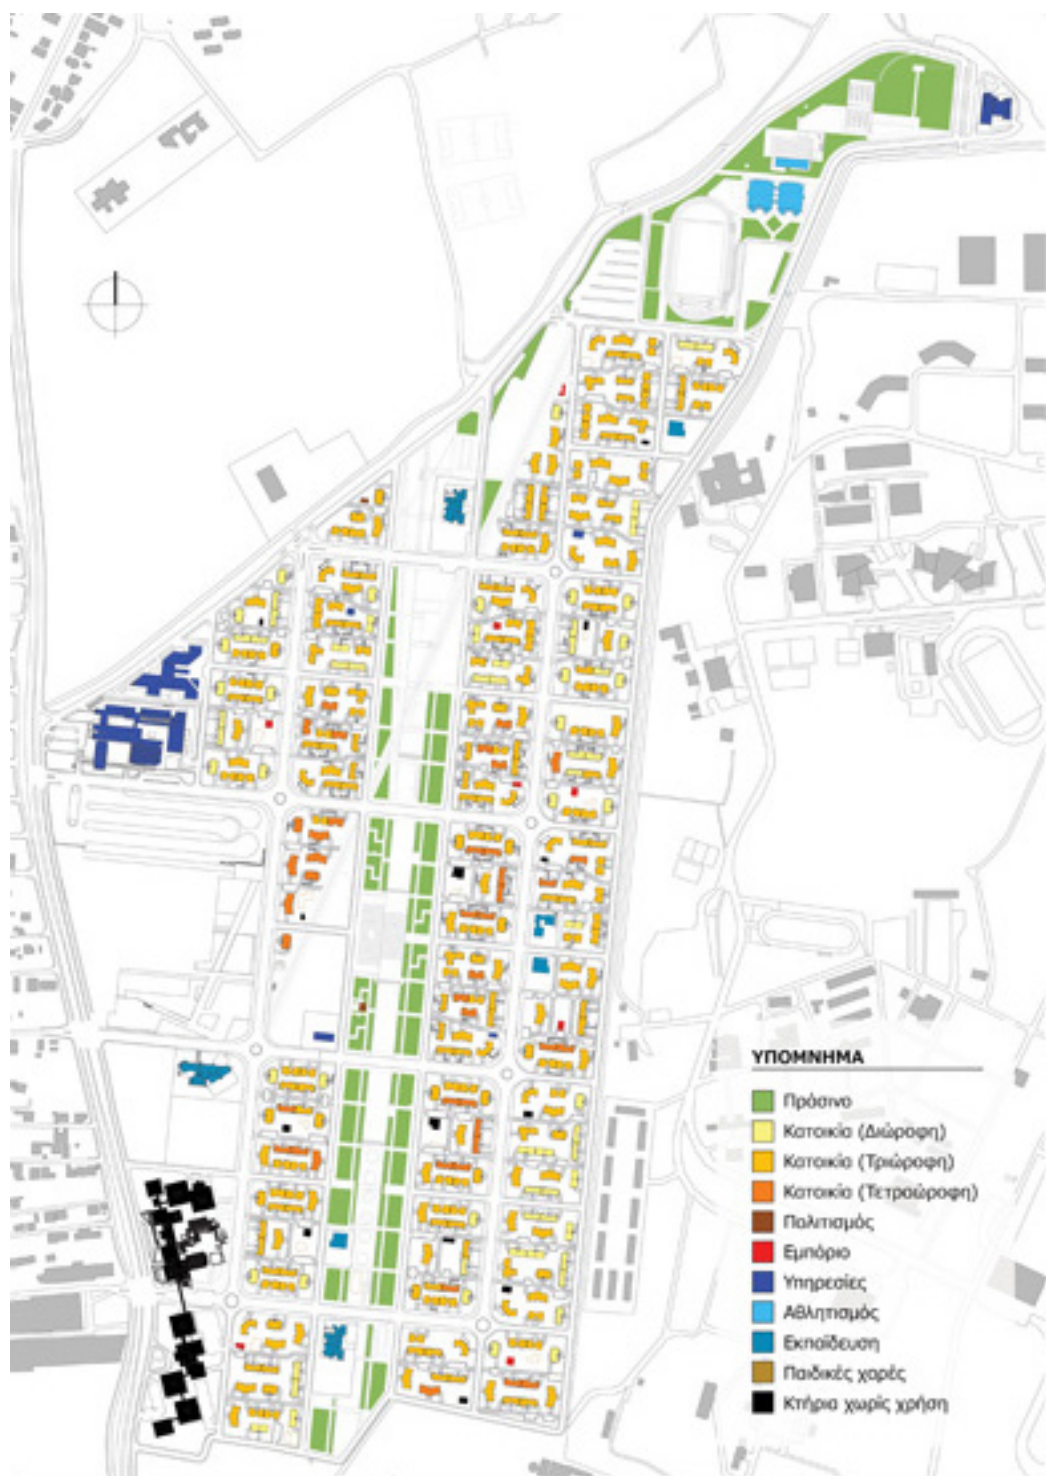 ΥΠΟΜΝΗΜΑ
Πράσινο
Κατοικία (Διώροφη)
Κατοικία (Τριώροφη)
Κατοικία (Τετραώροφη)
Πολιτισμός
Εμπόριο
Υπηρεσίες
Αθλητισμός
Εκπαίδευση
Παιδικές χαρές
Κτήρια χωρίς χρήση